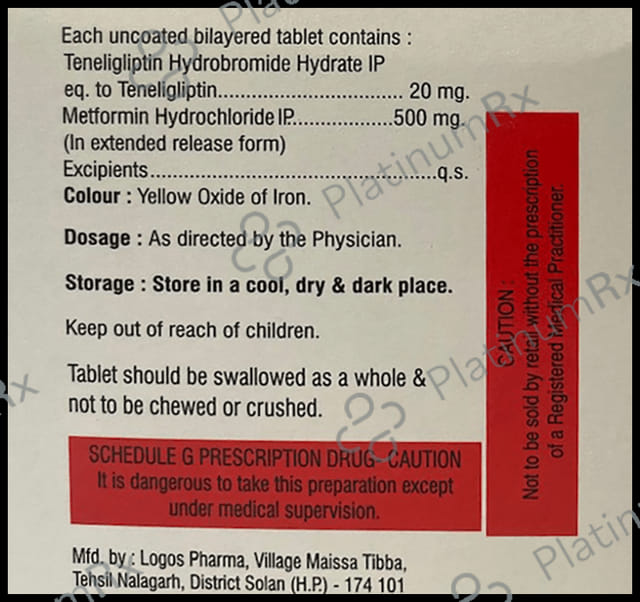 Each uncoated bilayered tablet contains :
Teneligliptin Hydrobromide Hydrate IP
eq. to Teneligliptin................................ 20 mg.
Metformin Hydrochloride IP..................500 mg.
(In extended release form)
Excipients..................................................q.s.
Colour : Yellow Oxide of Iron.
Dosage : As directed by the Physician.
Storage : Store in a cool, dry & dark place.
Keep out of reach of children.
Tablet should be swallowed as a whole &
not to be chewed or crushed.
SCHEDULE G PRESCRIPTION DRUG- CAUTION
It is dangerous to take this preparation except
under medical supervision.
Mfd. by : Logos Pharma, Village Maissa Tibba,
Tehsil Nalagarh, District Solan (H.P.) - 174 101
CAUTION :
Not to be sold by retail without the prescription
of a Registered Medical Practitioner.
PlatinumRx
PlatinumRx
PlatinumRx